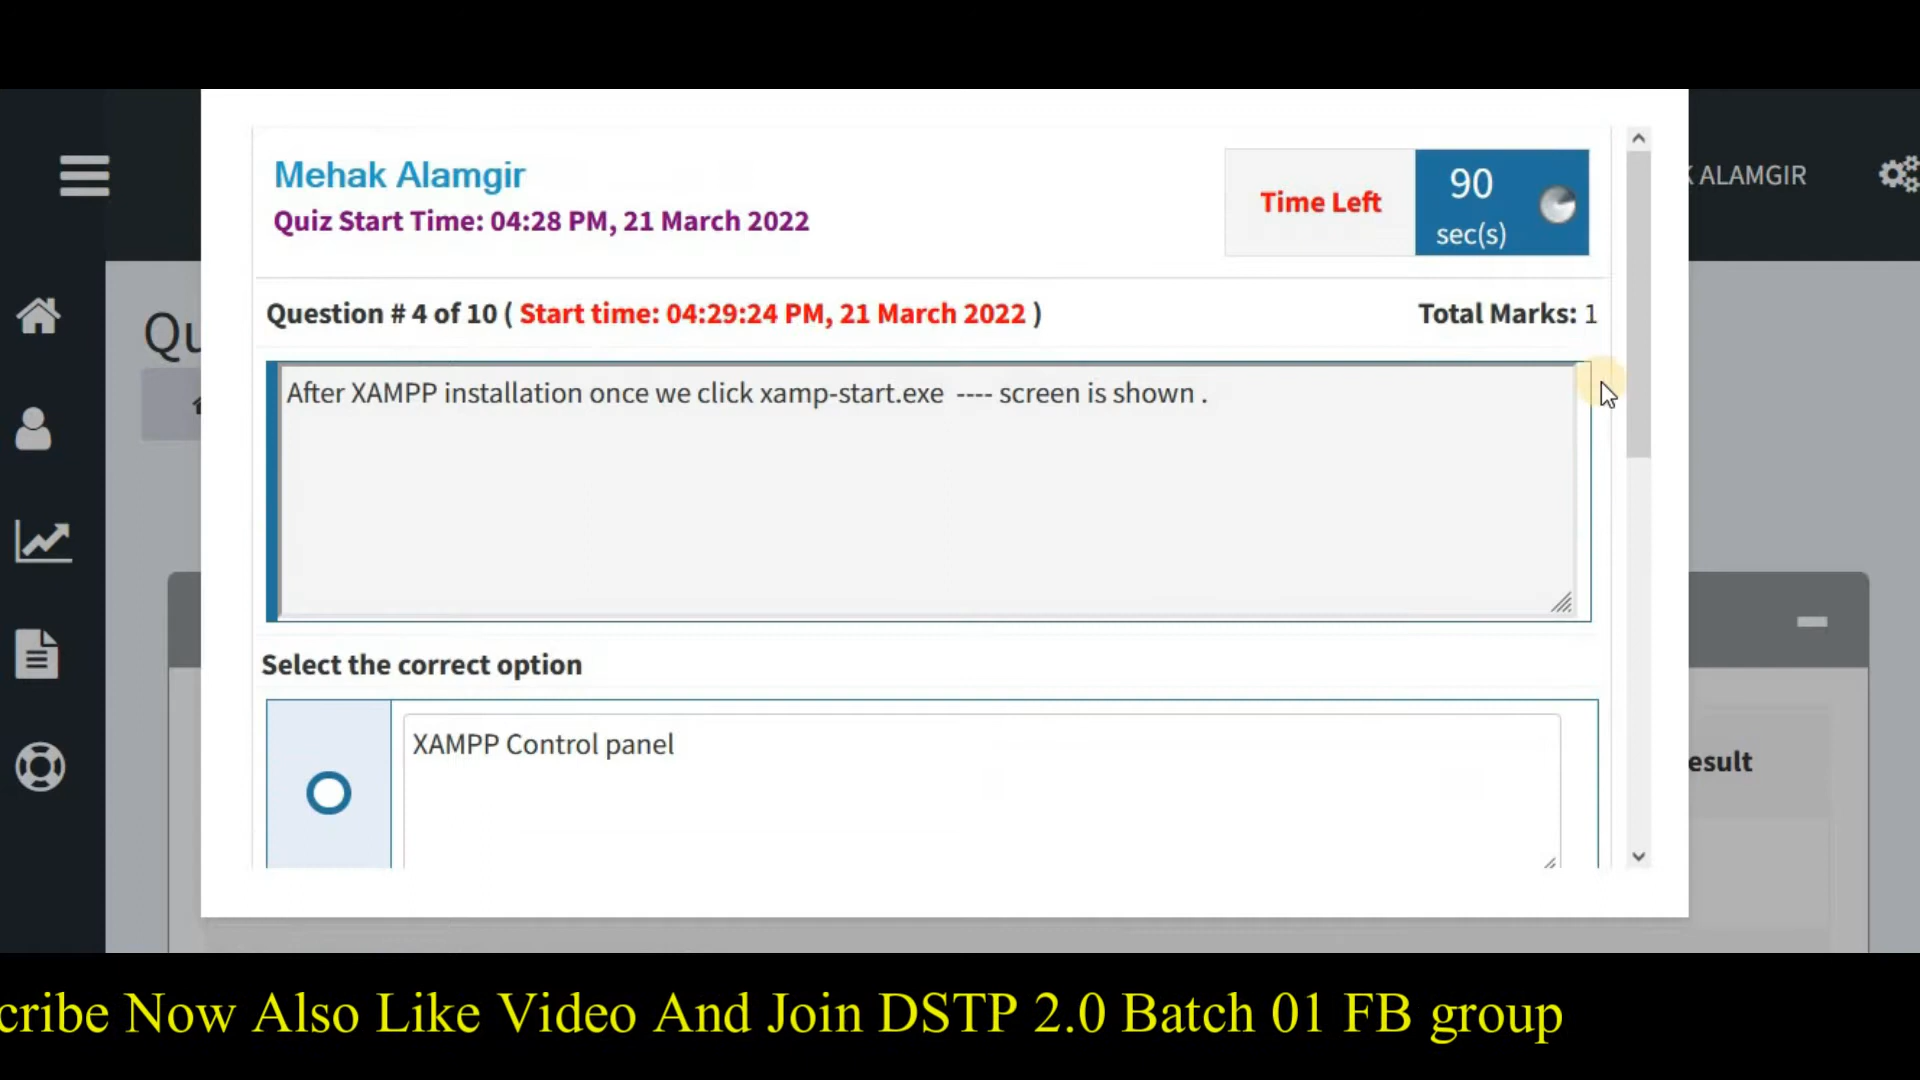 Mehak Alamgir
Quiz Start Time: 04:28 PM, 21 March 2022
Time Left
90
sec(s)
ALAMGIR
Question # 4 of 10 ( Start time: 04:29:24 PM, 21 March 2022 )
Total Marks: 1
Qu
After XAMPP installation once we click xamp-start.exe ---- screen is shown .
Select the correct option
XAMPP Control panel
esult
cribe Now Also Like Video And Join DSTP 2.0 Batch 01 FB group